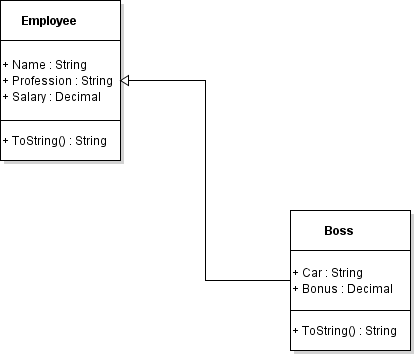 Employee
+ Name : String
+ Profession : String
+ Salary : Decimal
+ ToString() : String
Boss
+ Car : String
+ Bonus : Decimal
+ ToString() : String